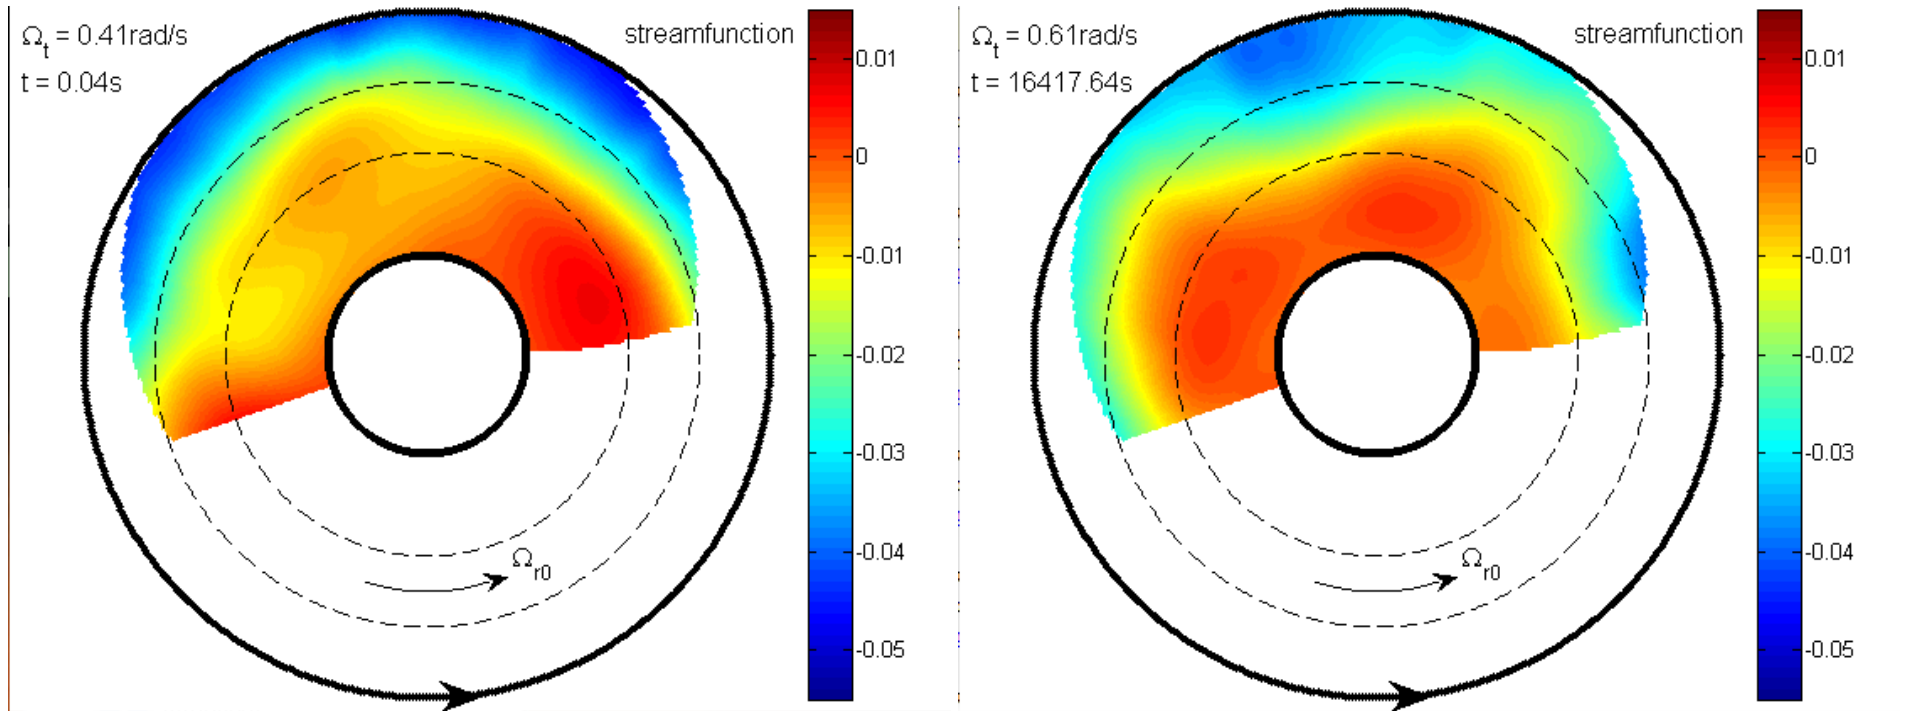 Ωt = 0.41rad/s
t = 0.04s
streamfunction
0.01
0
-0.01
-0.02
-0.03
-0.04
-0.05
Ωr0
Ωt = 0.61rad/s
t = 16417.64s
streamfunction
0.01
0
-0.01
-0.02
-0.03
-0.04
-0.05
Ωr0